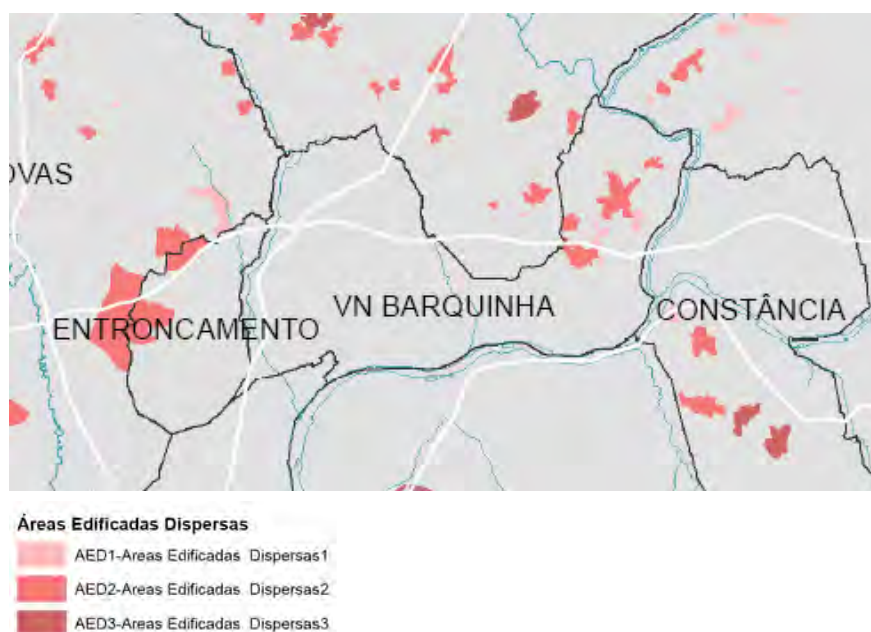 OVAS
VN BARQUINHA
CONSTÂNCIA
ENTRONCAMENTO
Áreas Edificadas Dispersas
AED1-Areas Edificadas Dispersas1
AED2-Areas Edificadas Dispersas2
AED3-Areas Edificadas Dispersas3